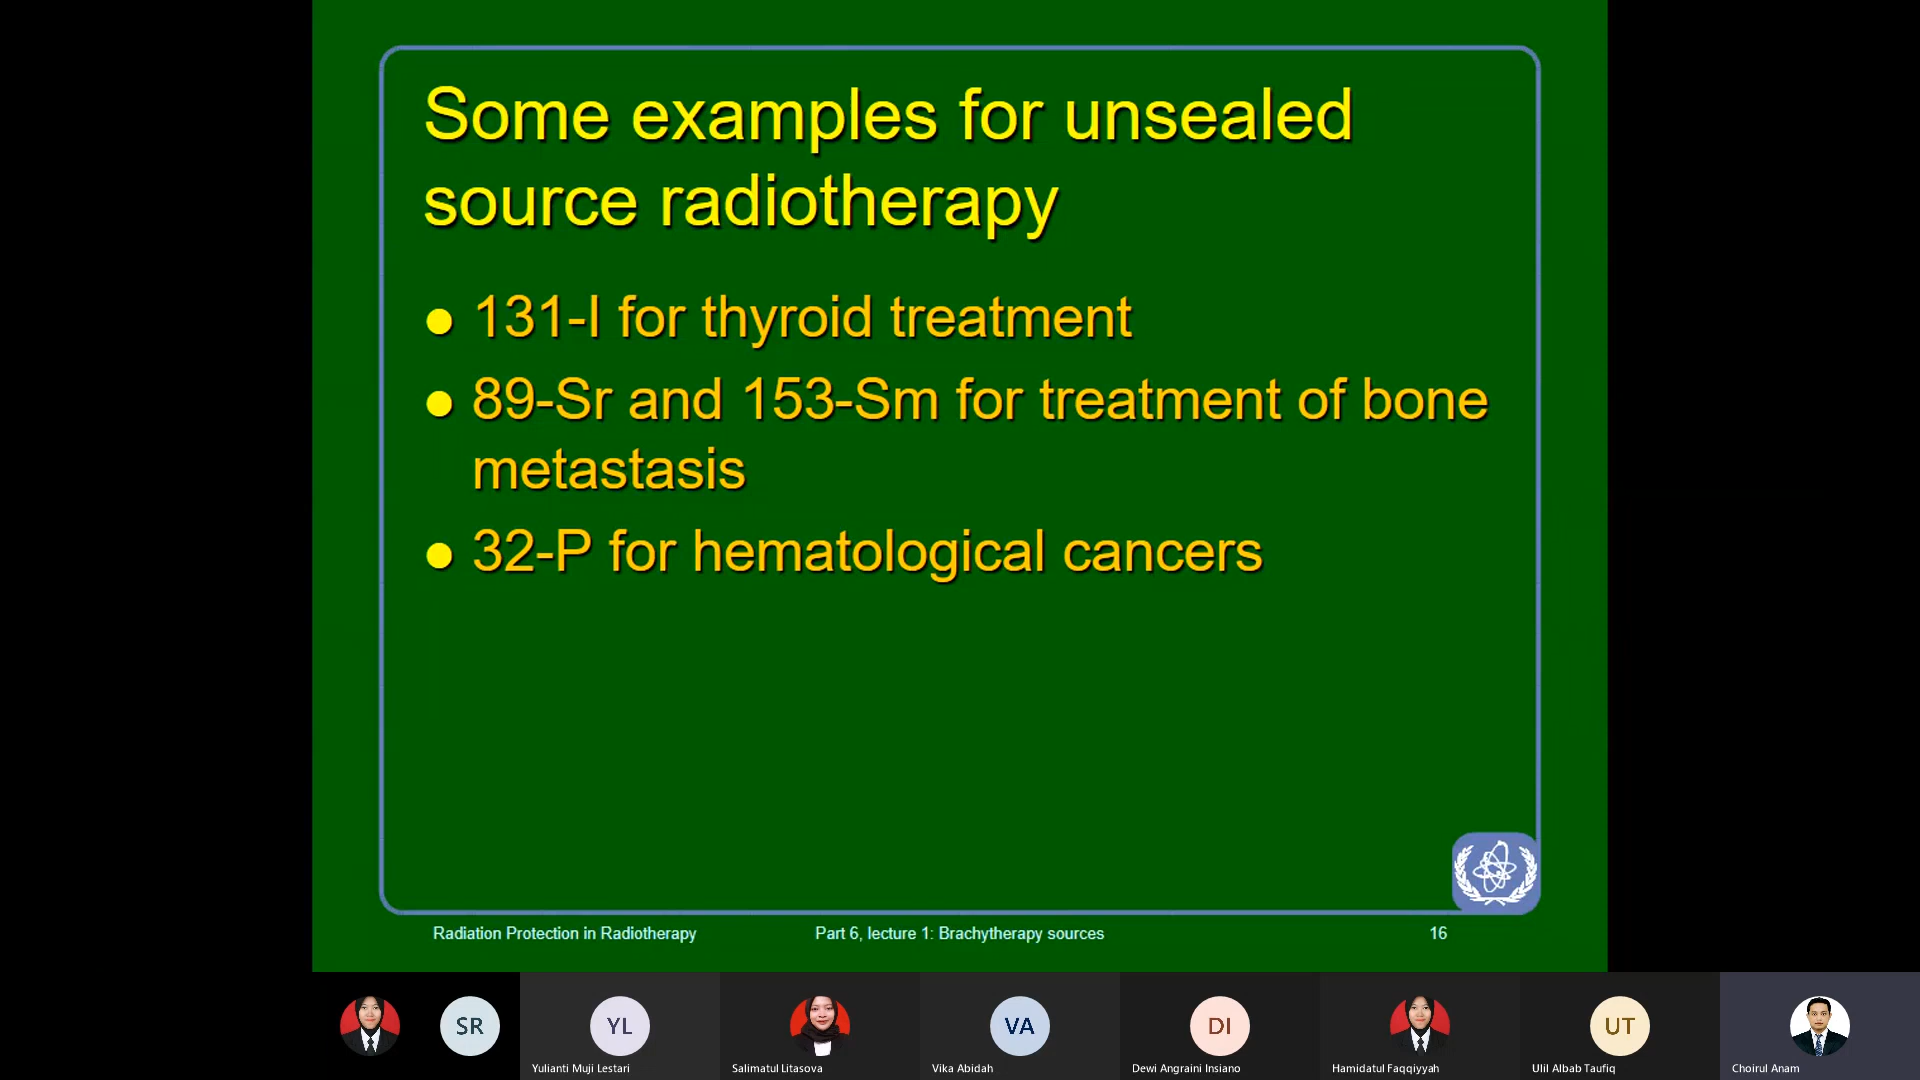 Some examples for unsealed
source radiotherapy
● 131-I for thyroid treatment
● 89-Sr and 153-Sm for treatment of bone
metastasis
● 32-P for hematological cancers
Radiation Protection in Radiotherapy
Part 6, lecture 1: Brachytherapy sources
16
SR
YL
VA
DI
UT
Yulianti Muji Lestari
Salimatul Litasova
Vika Abidah
Dewi Angraini Insiano
Hamidatul Faqqiyyah
Ulil Albab Taufiq
Choirul Anam